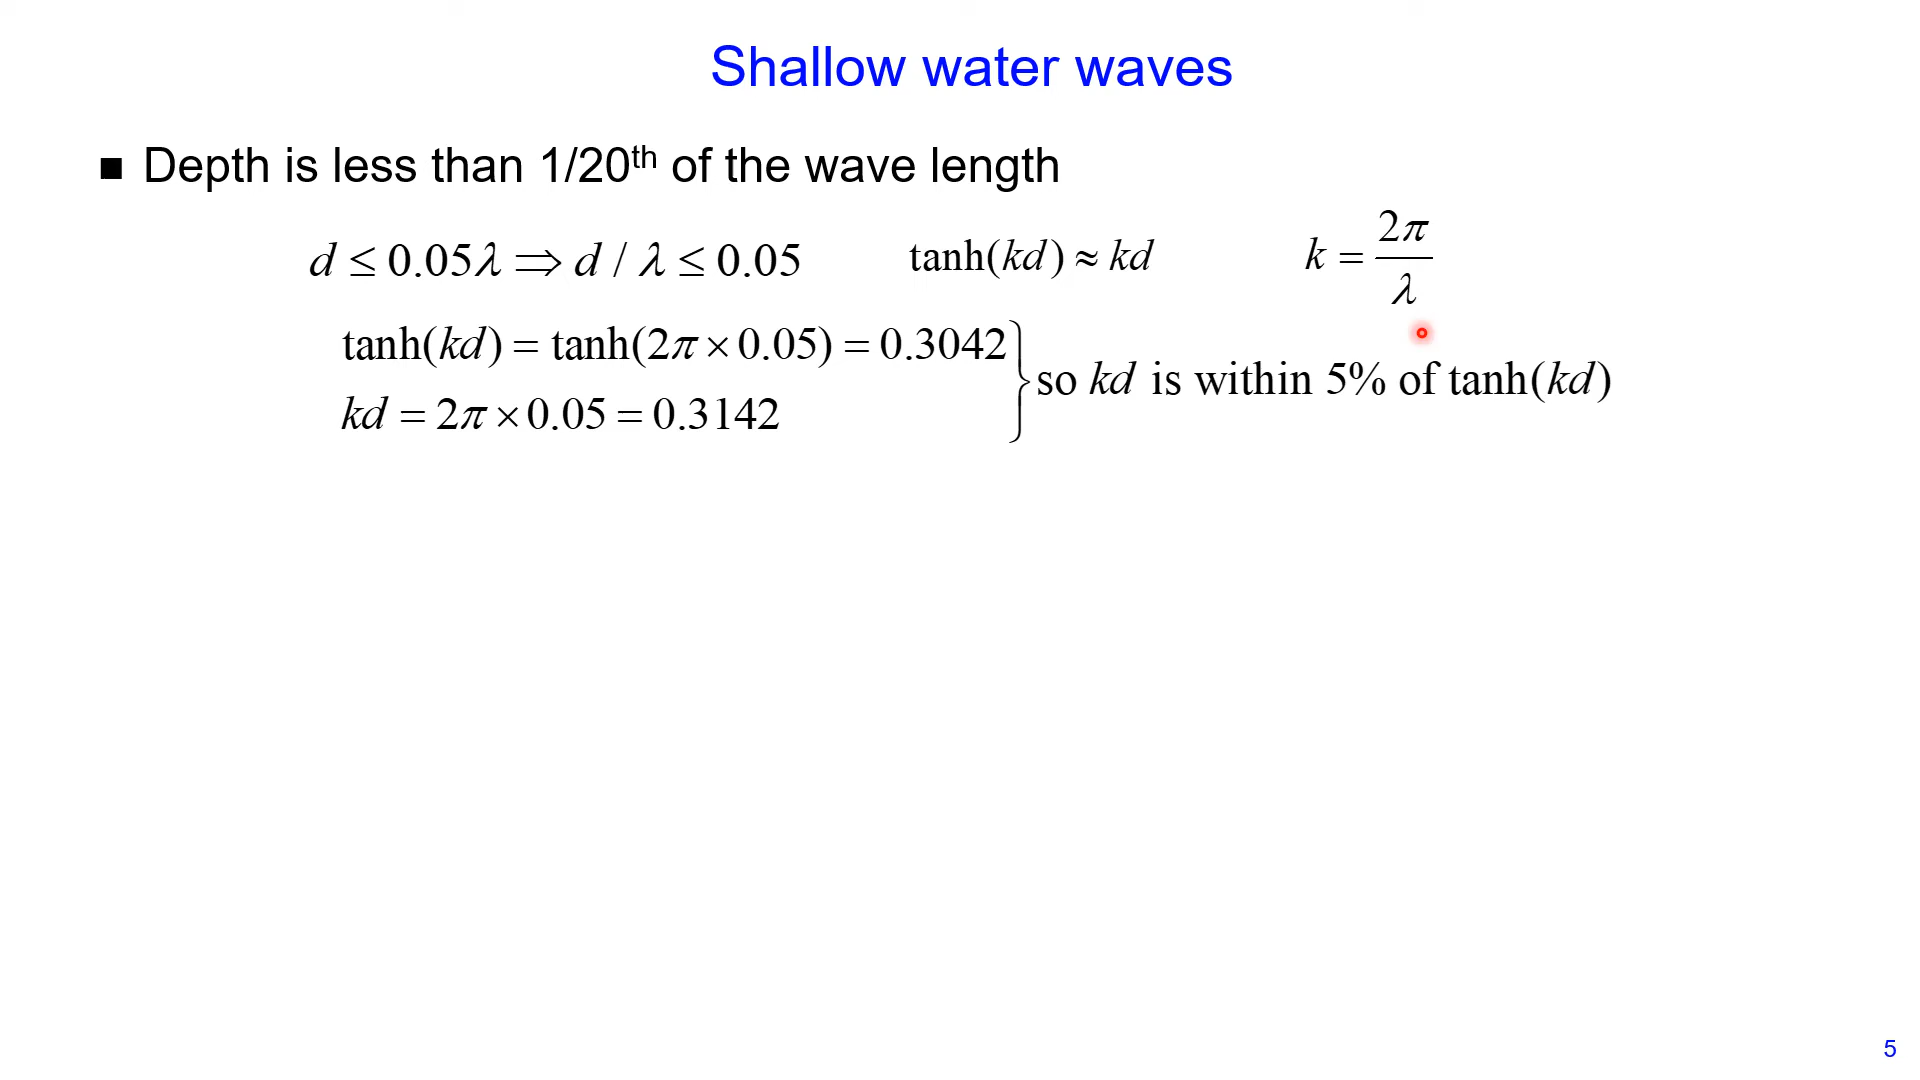 Shallow water waves
■ Depth is less than 1/20th of the wave length
d ≤ 0.05λ ⇒ d / λ ≤ 0.05    tanh(kd) ≈ kd    k = 2π/λ
tanh(kd) = tanh(2π × 0.05) = 0.3042
so kd is within 5% of tanh(kd)
kd = 2π × 0.05 = 0.3142
5